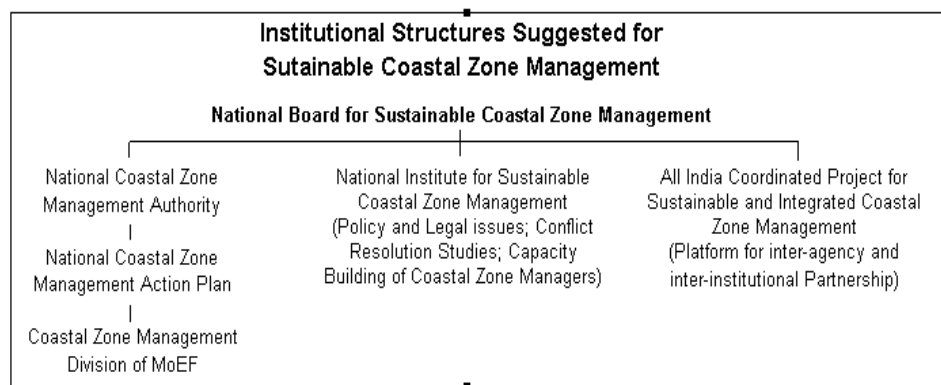 Institutional Structures Suggested for
Sutainable Coastal Zone Management
National Board for Sustainable Coastal Zone Management
National Coastal Zone
Management Authority
National Coastal Zone
Management Action Plan
Coastal Zone Management
Division of MoEF
National Institute for Sustainable
Coastal Zone Management
(Policy and Legal issues; Conflict
Resolution Studies; Capacity
Building of Coastal Zone Managers)
All India Coordinated Project for
Sustainable and Integrated Coastal
Zone Management
(Platform for inter-agency and
inter-institutional Partnership)